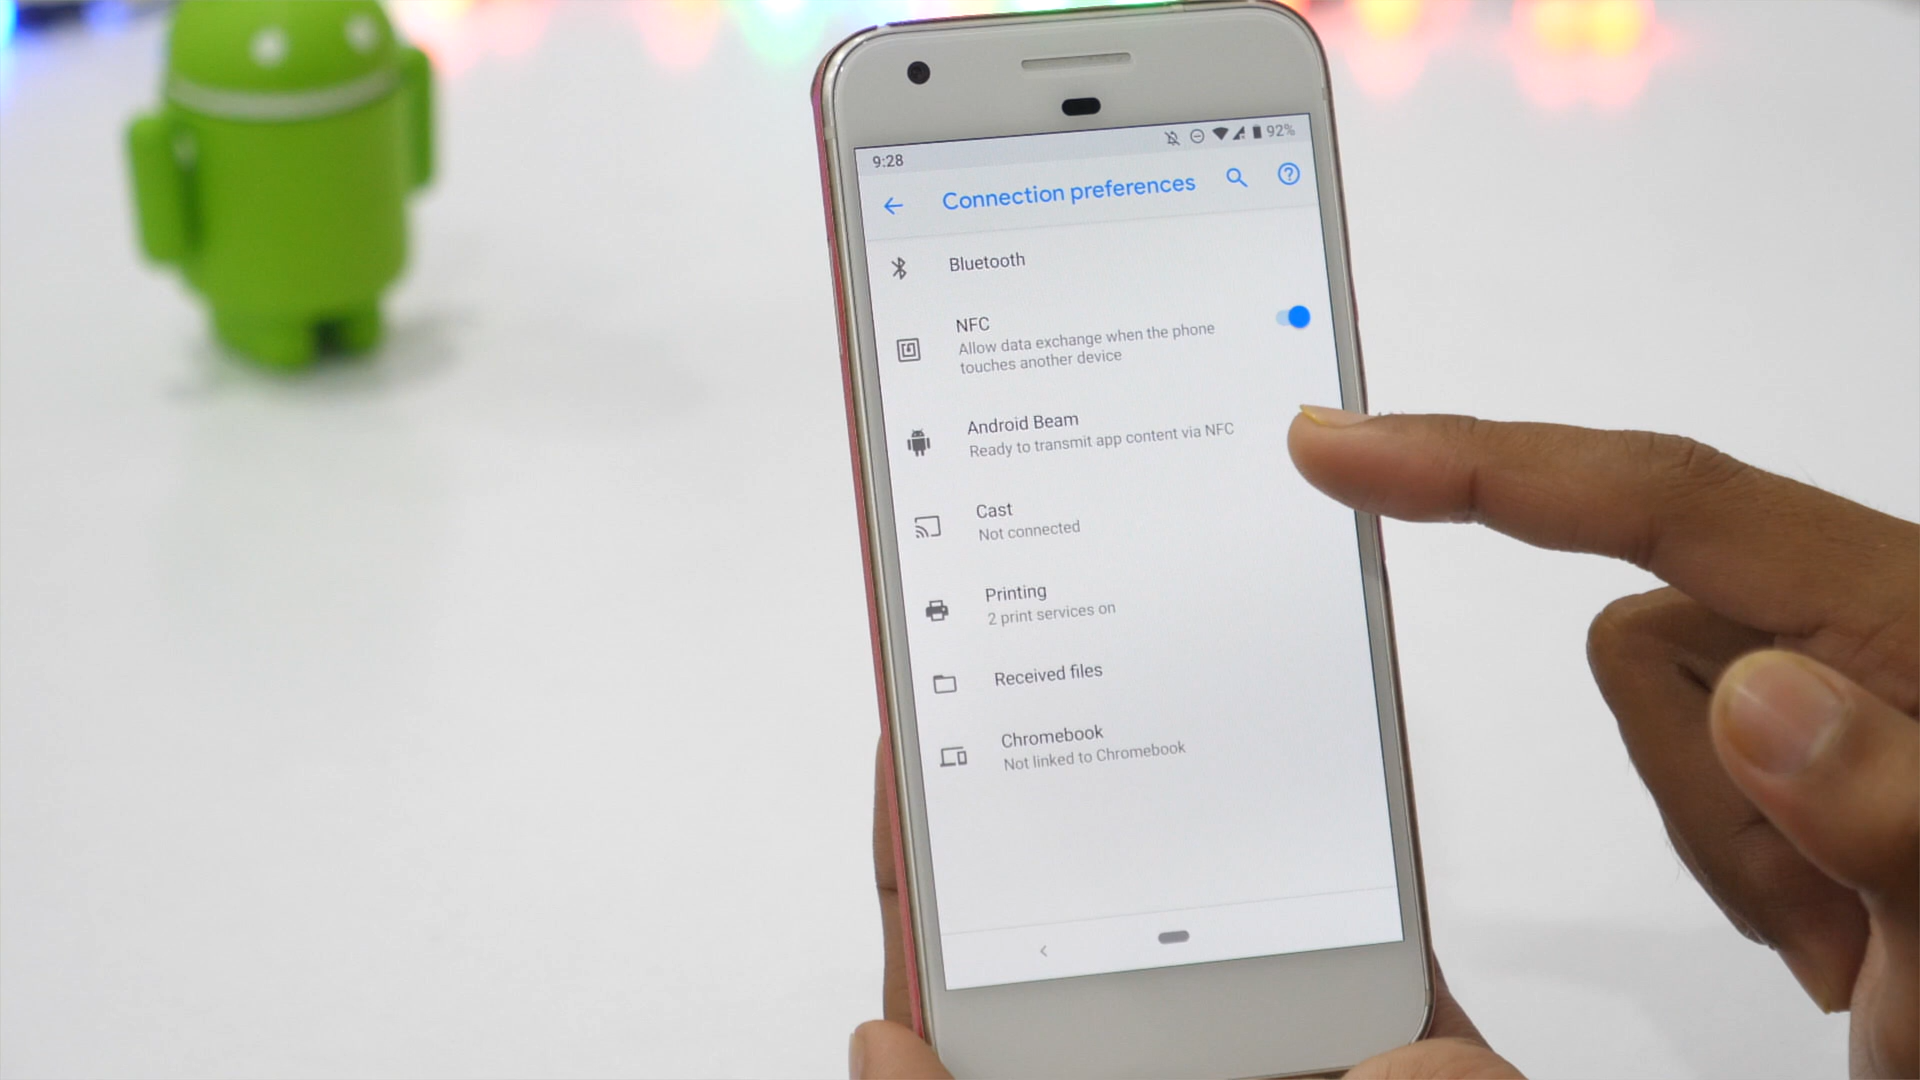 9:28
92%
Connection preferences
Bluetooth
NFC
Allow data exchange when the phone
touches another device
Android Beam
Ready to transmit app content via NFC
Cast
Not connected
Printing
2 print services on
Received files
Chromebook
Not linked to Chromebook